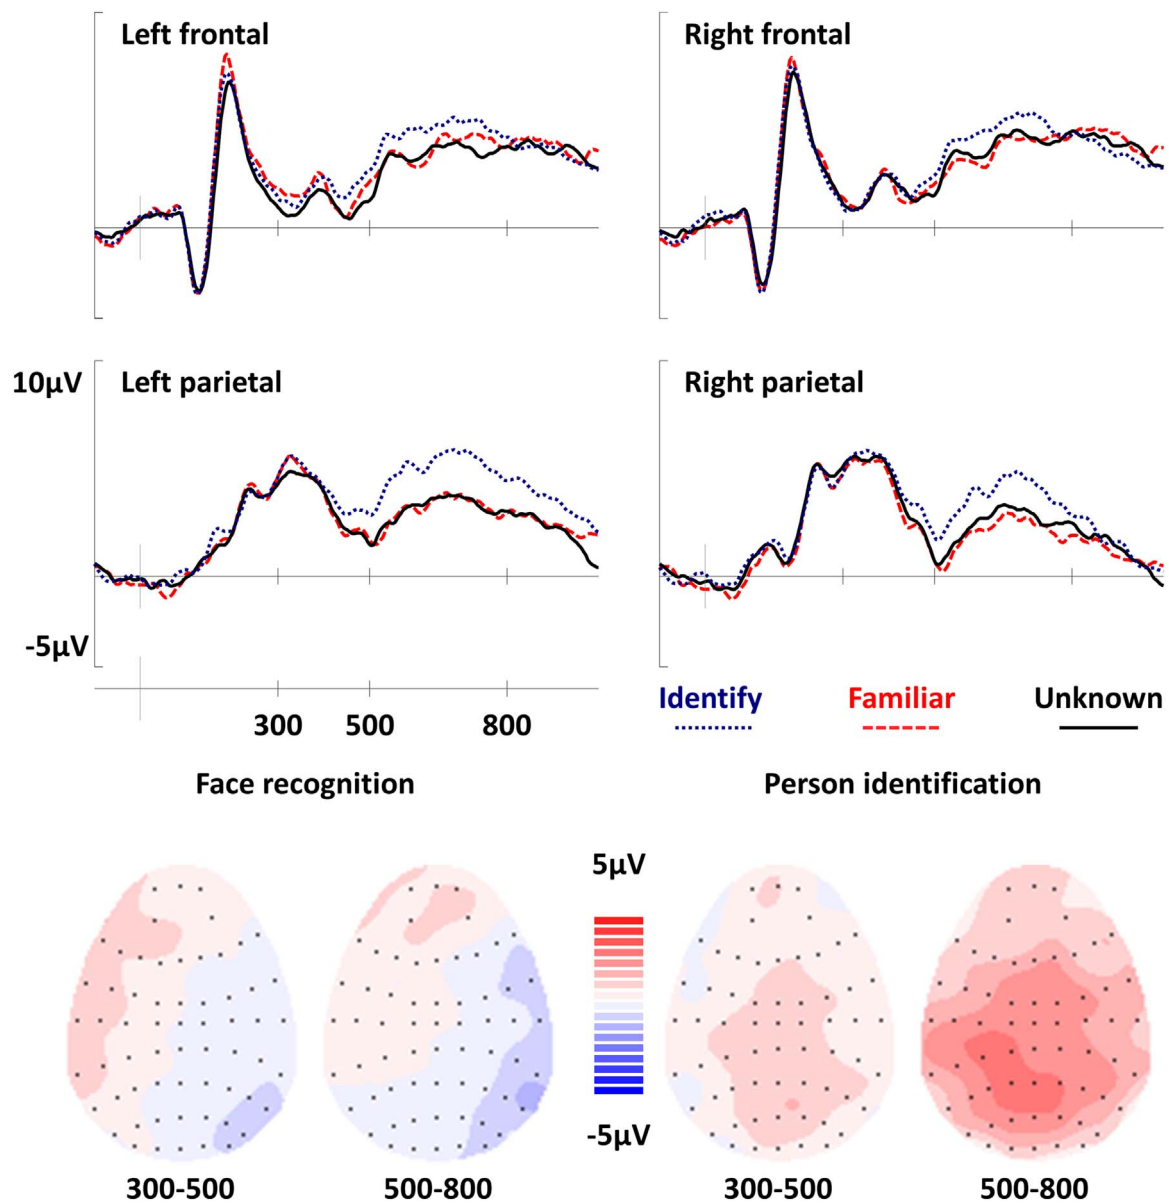 Left frontal
Right frontal
10µV
Left parietal
Right parietal
-5µV
300 500 800
Identify Familiar Unknown
Face recognition
Person identification
5µV
-5µV
300-500 500-800 300-500 500-800